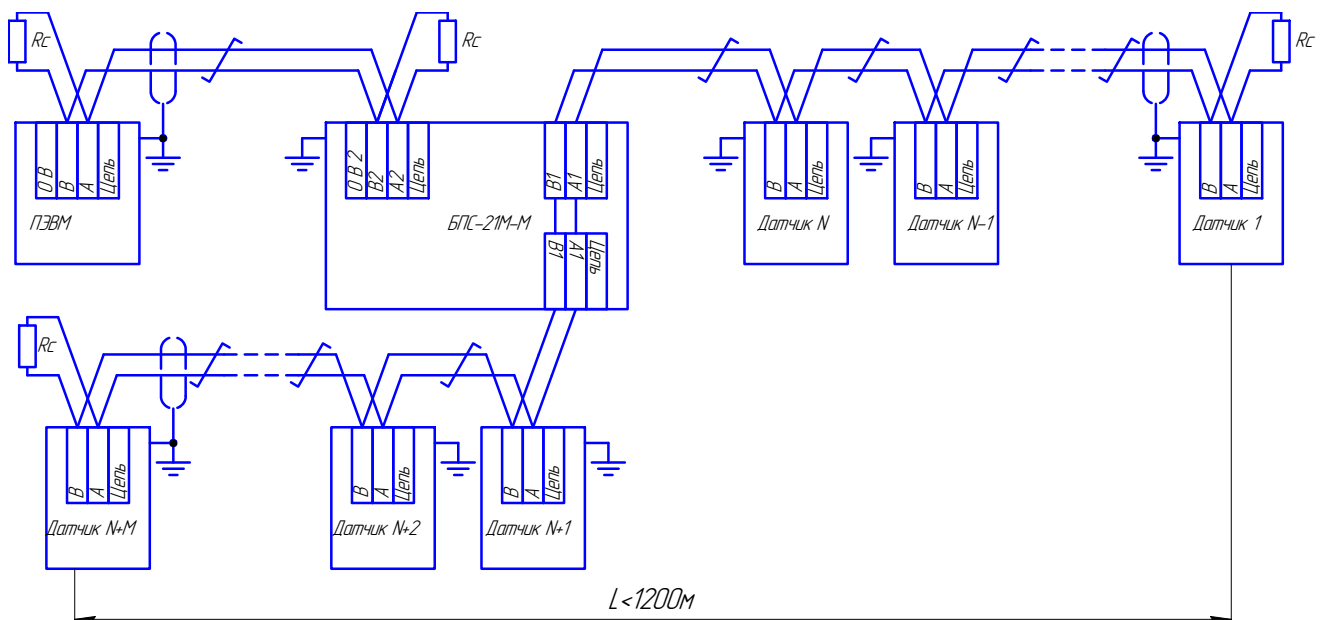 Rc
Rc
Rc
0 В
В
А
Цепь
ПЭВМ
0 В 2
В2
А2
Цепь
В1
А1
Цепь
БПС-21М-М
В1
А1
Цепь
В
А
Цепь
Датчик N
В
А
Цепь
Датчик N-1
В
А
Цепь
Датчик 1
Rc
В
А
Цепь
Датчик N+M
В
А
Цепь
Датчик N+2
В
А
Цепь
Датчик N+1
L<1200м